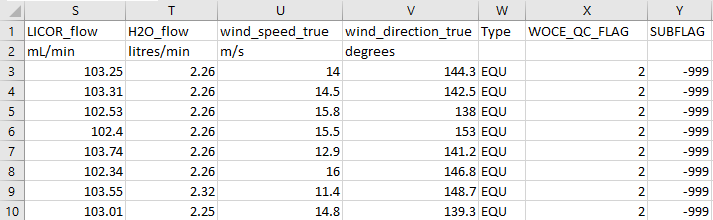 S T U V W X Y
1 LICOR_flow H2O_flow wind_speed_true wind_direction_true Type WOCE_QC_FLAG SUBFLAG
2 mL/min litres/min m/s degrees
3 103.25 2.26 14 144.3 EQU 2 -999
4 103.31 2.26 14.5 142.5 EQU 2 -999
5 102.53 2.26 15.8 138 EQU 2 -999
6 102.4 2.26 15.5 153 EQU 2 -999
7 103.74 2.26 12.9 141.2 EQU 2 -999
8 102.34 2.26 16 146.8 EQU 2 -999
9 103.55 2.32 11.4 148.7 EQU 2 -999
10 103.01 2.25 14.8 139.3 EQU 2 -999